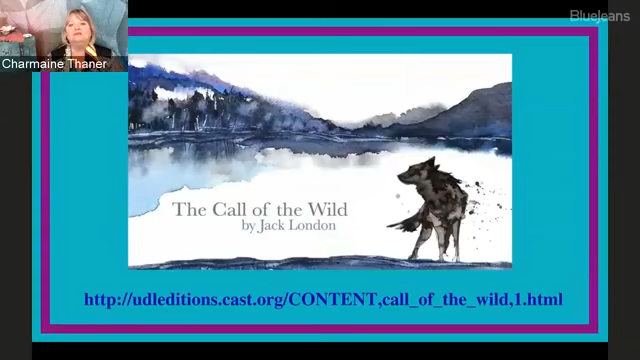 BlueJeans
Charmaine Thaner
The Call of the Wild
by Jack London
http://udleditions.cast.org/CONTENT,call_of_the_wild,1.html